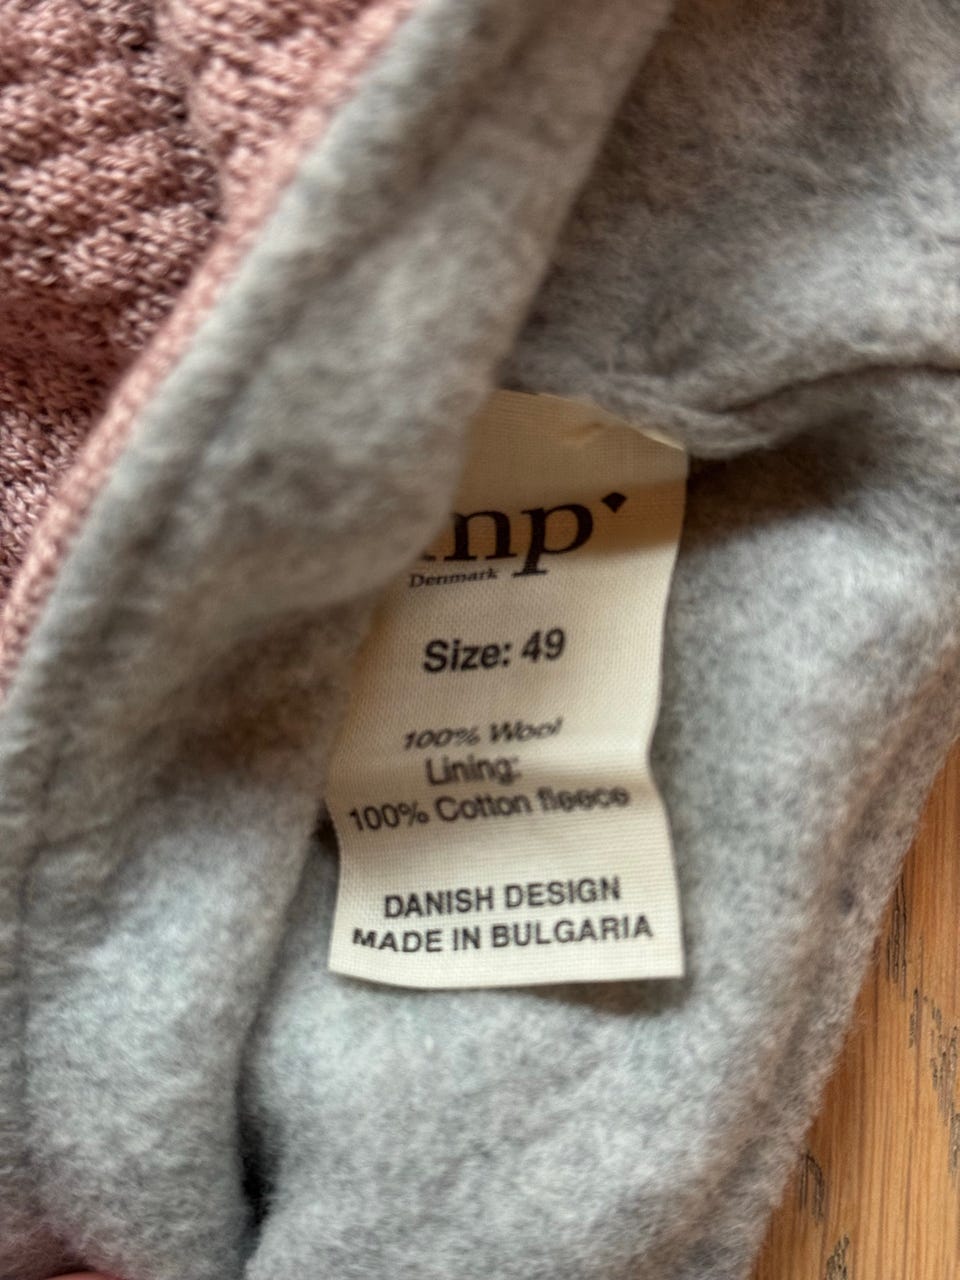 mp
Denmark
Size: 49
100% Wool
Lining:
100% Cotton fleece
DANISH DESIGN
MADE IN BULGARIA